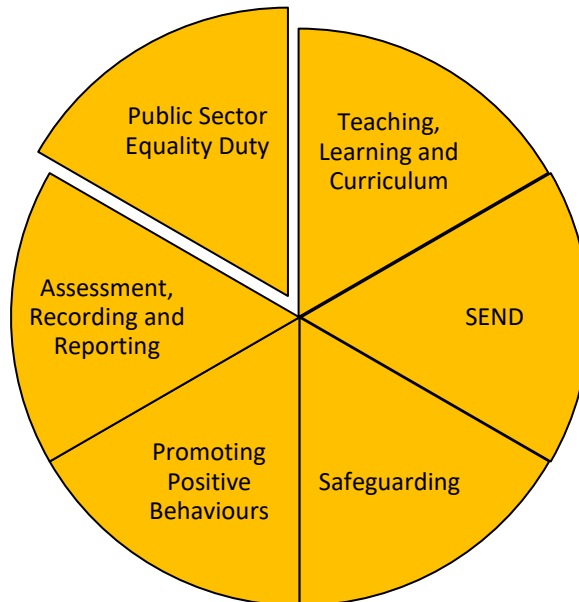 Public Sector
Equality Duty
Teaching,
Learning and
Curriculum
SEND
Safeguarding
Promoting
Positive
Behaviours
Assessment,
Recording and
Reporting